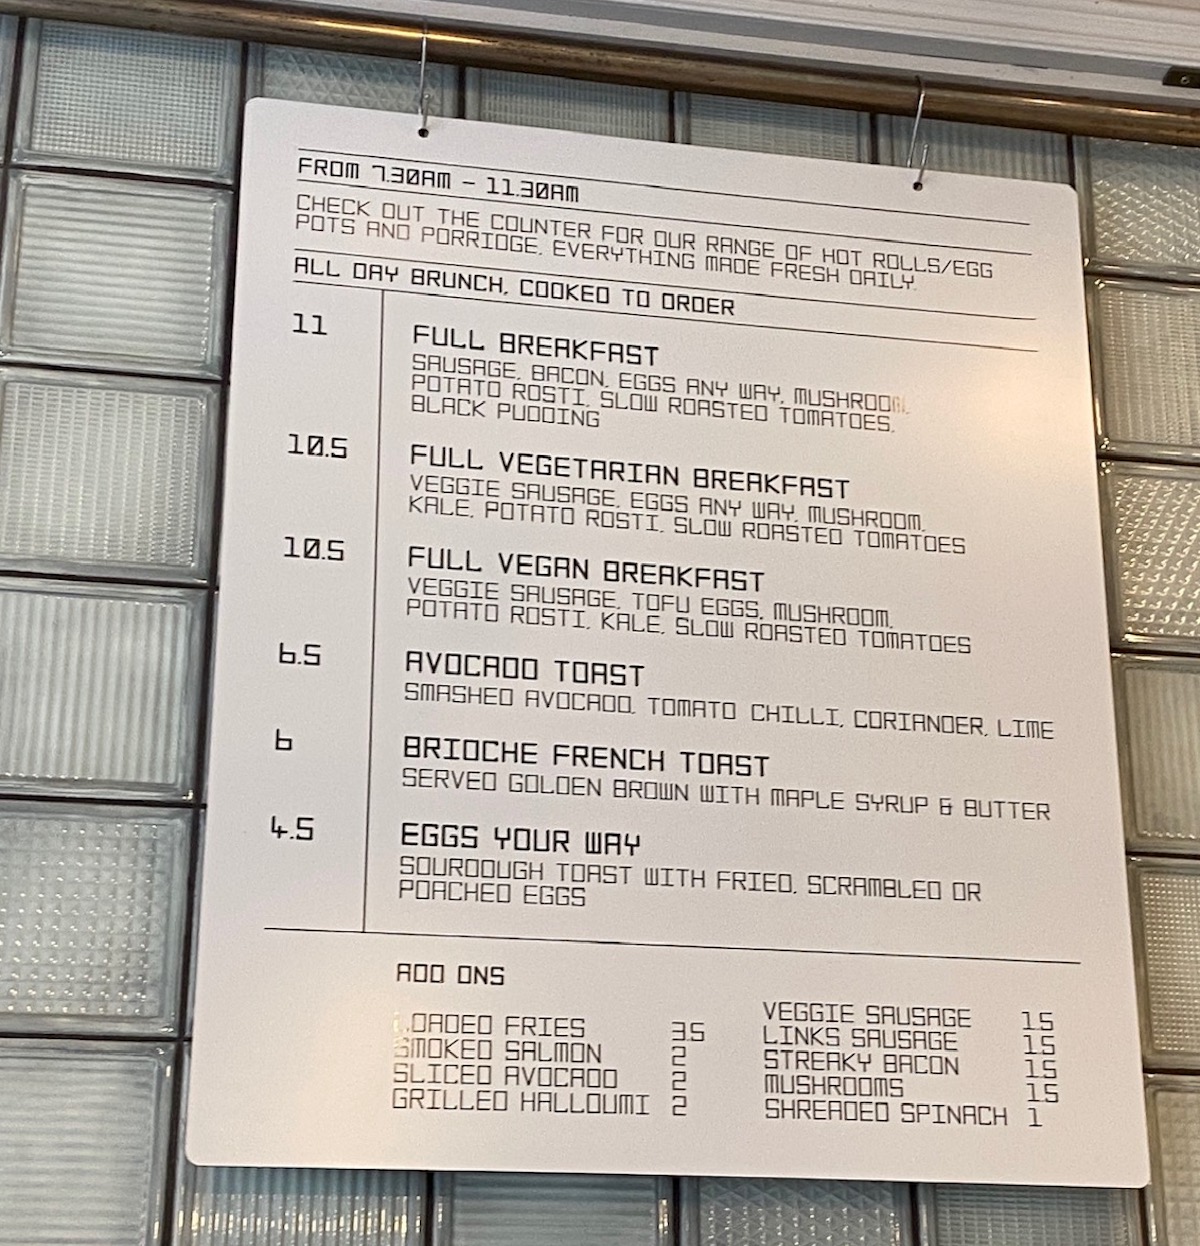 FROM 7.30AM - 11.30AM
CHECK OUT THE COUNTER FOR OUR RANGE OF HOT ROLLS/EGG
POTS AND PORRIDGE. EVERYTHING MADE FRESH DAILY.
ALL DAY BRUNCH, COOKED TO ORDER
11 FULL BREAKFAST
SAUSAGE, BACON, EGGS ANY WAY, MUSHROOM,
POTATO ROSTI, SLOW ROASTED TOMATOES,
BLACK PUDDING
10.5 FULL VEGETARIAN BREAKFAST
VEGGIE SAUSAGE, EGGS ANY WAY, MUSHROOM,
KALE, POTATO ROSTI, SLOW ROASTED TOMATOES
10.5 FULL VEGAN BREAKFAST
VEGGIE SAUSAGE, TOFU EGGS, MUSHROOM,
POTATO ROSTI, KALE, SLOW ROASTED TOMATOES
6.5 AVOCADO TOAST
SMASHED AVOCADO, TOMATO CHILLI, CORIANDER, LIME
6 BRIOCHE FRENCH TOAST
SERVED GOLDEN BROWN WITH MAPLE SYRUP & BUTTER
4.5 EGGS YOUR WAY
SOURDOUGH TOAST WITH FRIED, SCRAMBLED OR
POACHED EGGS
ADD ONS
LOADED FRIES 3.5
SMOKED SALMON 2
SLICED AVOCADO 2
GRILLED HALLOUMI 2
VEGGIE SAUSAGE 1.5
LINKS SAUSAGE 1.5
STREAKY BACON 1.5
MUSHROOMS 1.5
SHREADED SPINACH 1